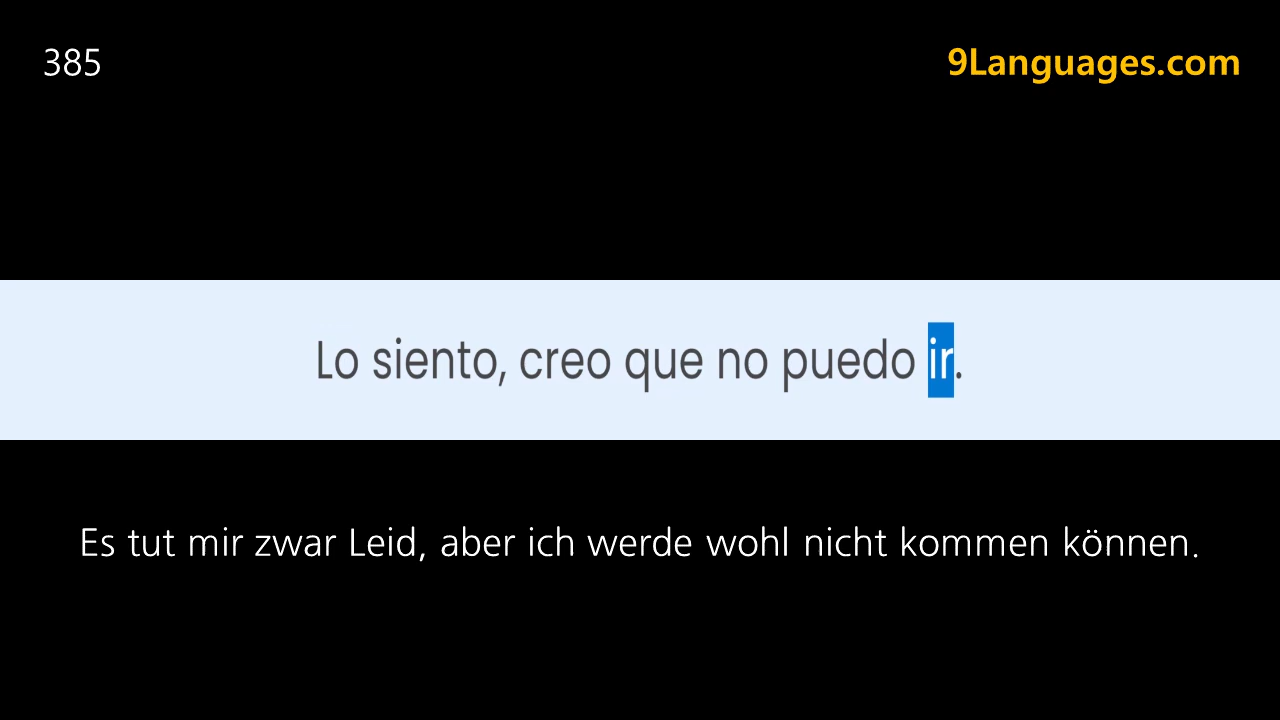 385
9Languages.com
Lo siento, creo que no puedo ir.
Es tut mir zwar Leid, aber ich werde wohl nicht kommen können.